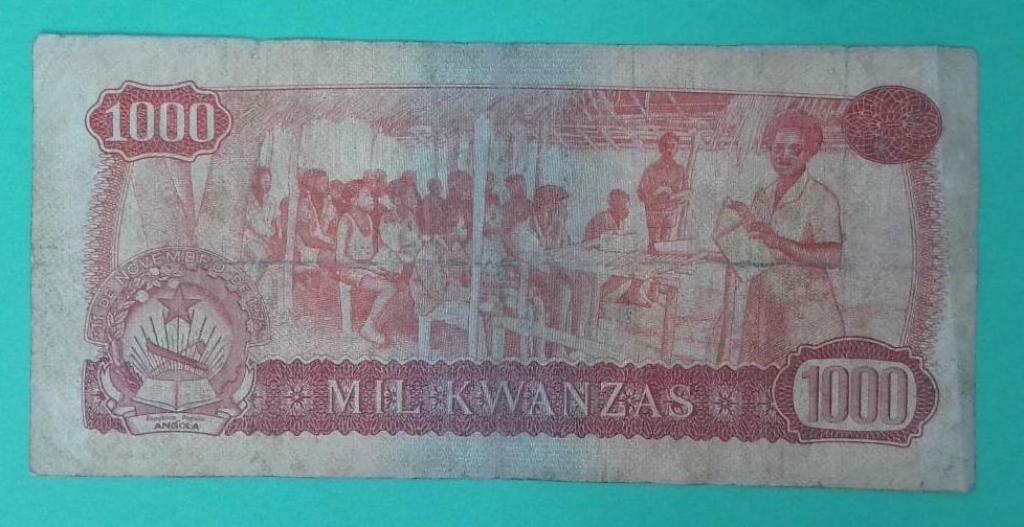 1000
11 DE NOVEMBRO DE 1975
ANGOLA
MIL KWANZAS
1000